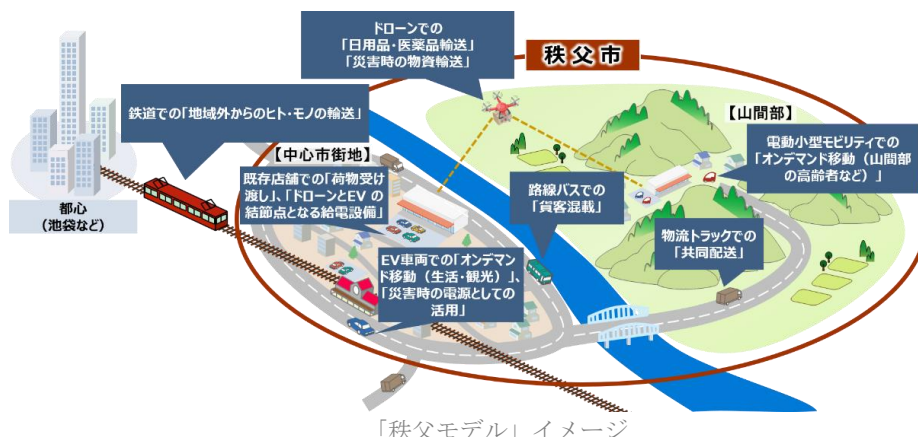 ドローンでの
「日用品・医薬品輸送」
「災害時の物資輸送」
秩父市
鉄道での「地域外からのヒト・モノの輸送」
【山間部】
電動小型モビリティでの
「オンデマンド移動（山間部
の高齢者など）」
【中心市街地】
既存店舗での「荷物受け
渡し」、「ドローンとEV の
結節点となる給電設備」
路線バスでの
「貨客混載」
都心
（池袋など）
物流トラックでの
「共同配送」
EV車両での「オンデマン
ド移動（生活・観光）」、
「災害時の電源としての
活用」
「秩父モデル」イメージ